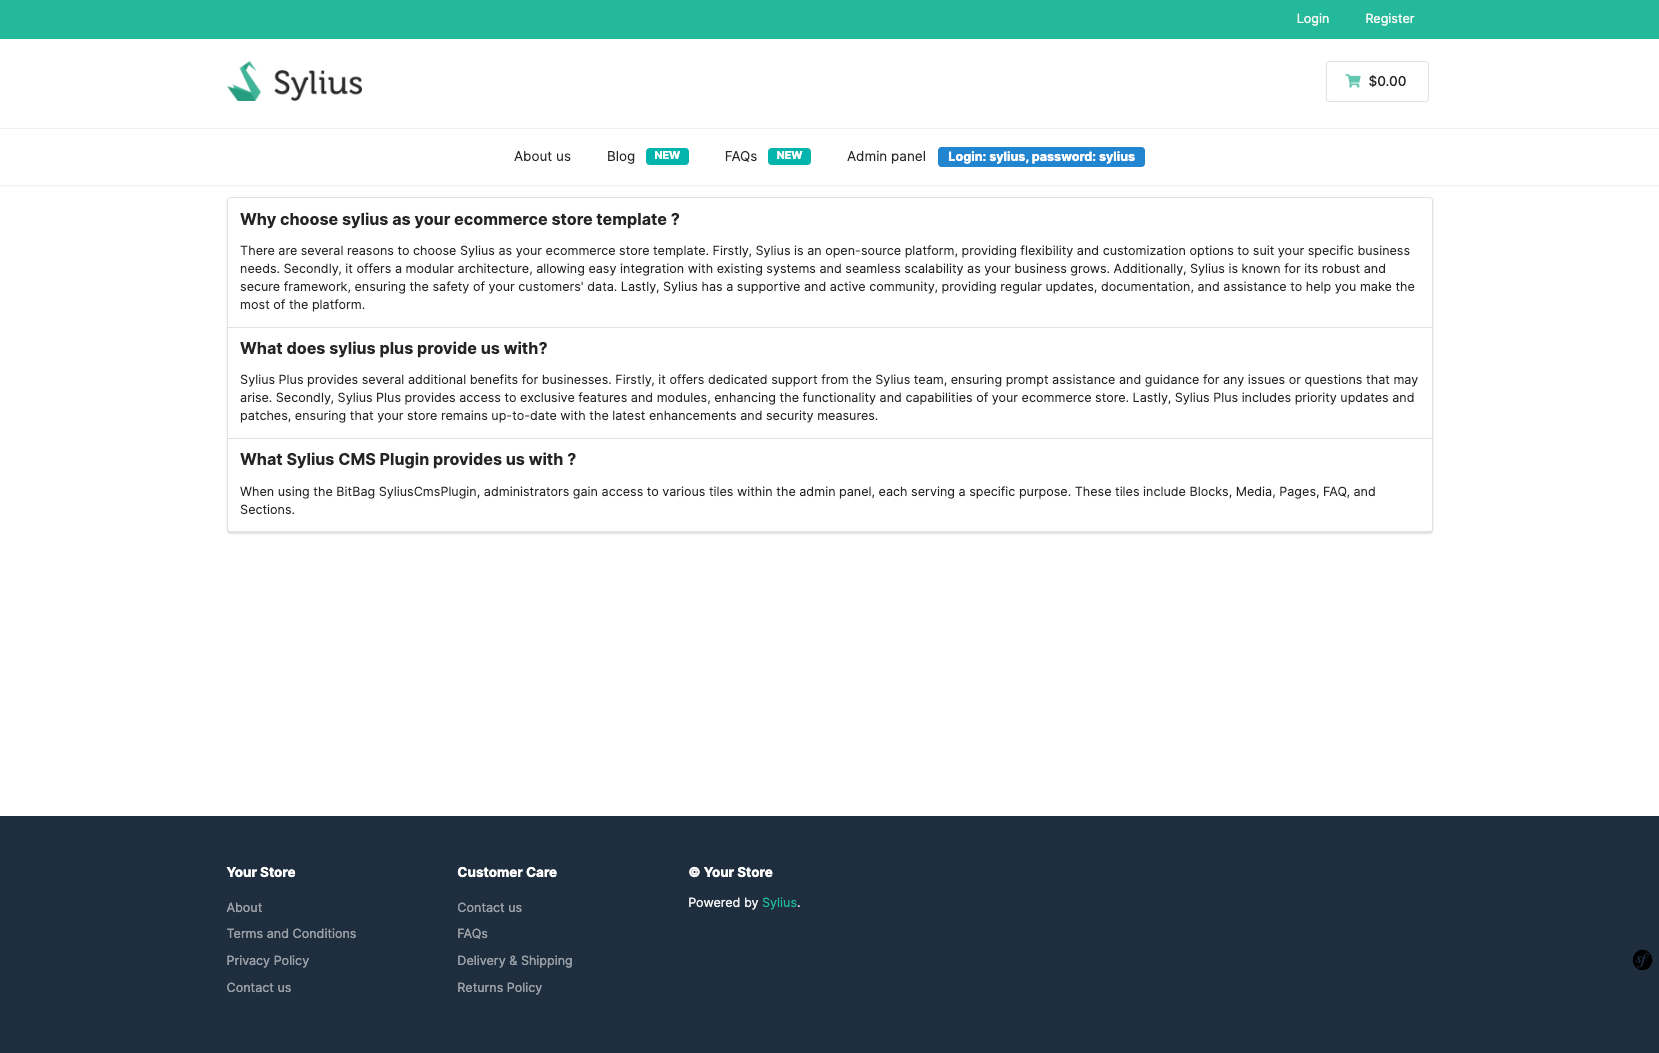 Login Register
Sylius
$0.00
About us Blog NEW FAQs NEW Admin panel Login: sylius, password: sylius
Why choose sylius as your ecommerce store template ?
There are several reasons to choose Sylius as your ecommerce store template. Firstly, Sylius is an open-source platform, providing flexibility and customization options to suit your specific business
needs. Secondly, it offers a modular architecture, allowing easy integration with existing systems and seamless scalability as your business grows. Additionally, Sylius is known for its robust and
secure framework, ensuring the safety of your customers' data. Lastly, Sylius has a supportive and active community, providing regular updates, documentation, and assistance to help you make the
most of the platform.
What does sylius plus provide us with?
Sylius Plus provides several additional benefits for businesses. Firstly, it offers dedicated support from the Sylius team, ensuring prompt assistance and guidance for any issues or questions that may
arise. Secondly, Sylius Plus provides access to exclusive features and modules, enhancing the functionality and capabilities of your ecommerce store. Lastly, Sylius Plus includes priority updates and
patches, ensuring that your store remains up-to-date with the latest enhancements and security measures.
What Sylius CMS Plugin provides us with ?
When using the BitBag SyliusCmsPlugin, administrators gain access to various tiles within the admin panel, each serving a specific purpose. These tiles include Blocks, Media, Pages, FAQ, and
Sections.
Your Store
About
Terms and Conditions
Privacy Policy
Contact us
Customer Care
Contact us
FAQs
Delivery & Shipping
Returns Policy
© Your Store
Powered by Sylius.
sf